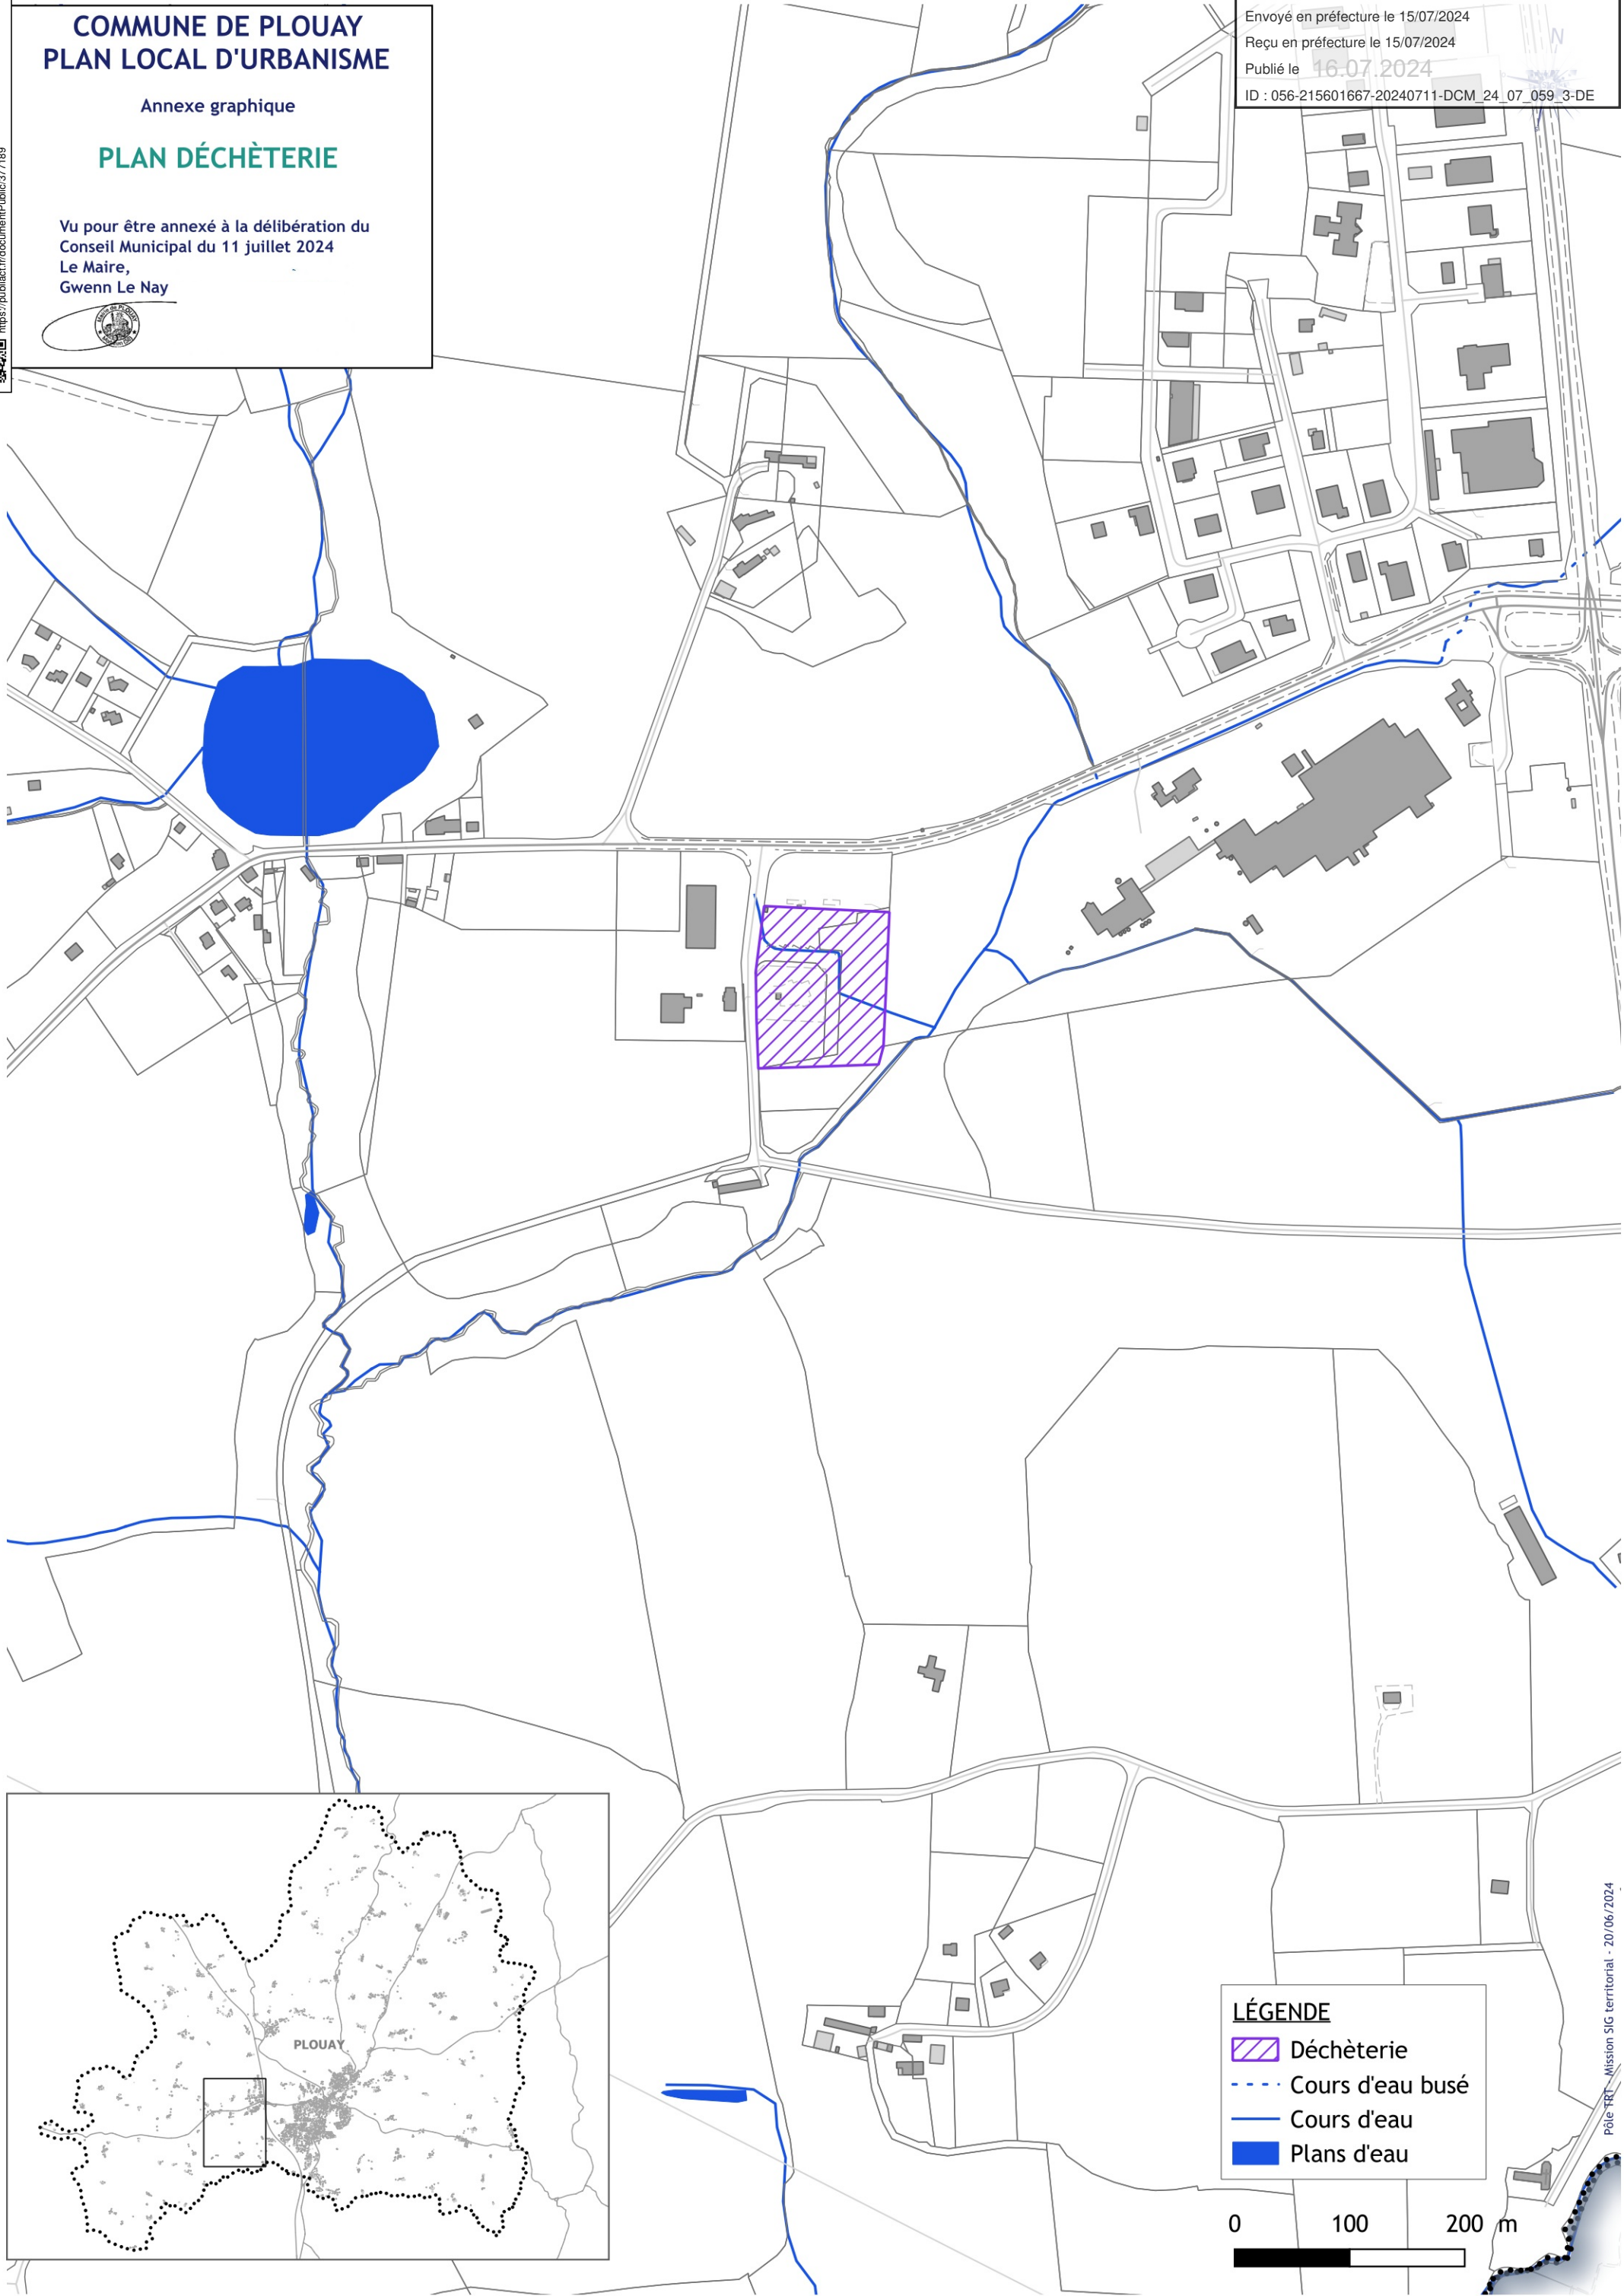 COMMUNE DE PLOUAY
PLAN LOCAL D'URBANISME
Annexe graphique
PLAN DÉCHÈTERIE
Vu pour être annexé à la délibération du
Conseil Municipal du 11 juillet 2024
Le Maire,
Gwenn Le Nay
Envoyé en préfecture le 15/07/2024
Reçu en préfecture le 15/07/2024
Publié le 16.07.2024
ID : 056-215601667-20240711-DCM_24_07_059_3-DE
N
PLOUAY
LÉGENDE
Déchèterie
Cours d'eau busé
Cours d'eau
Plans d'eau
0 100 200 m
Pôle TRT - Mission SIG territorial - 20/06/2024